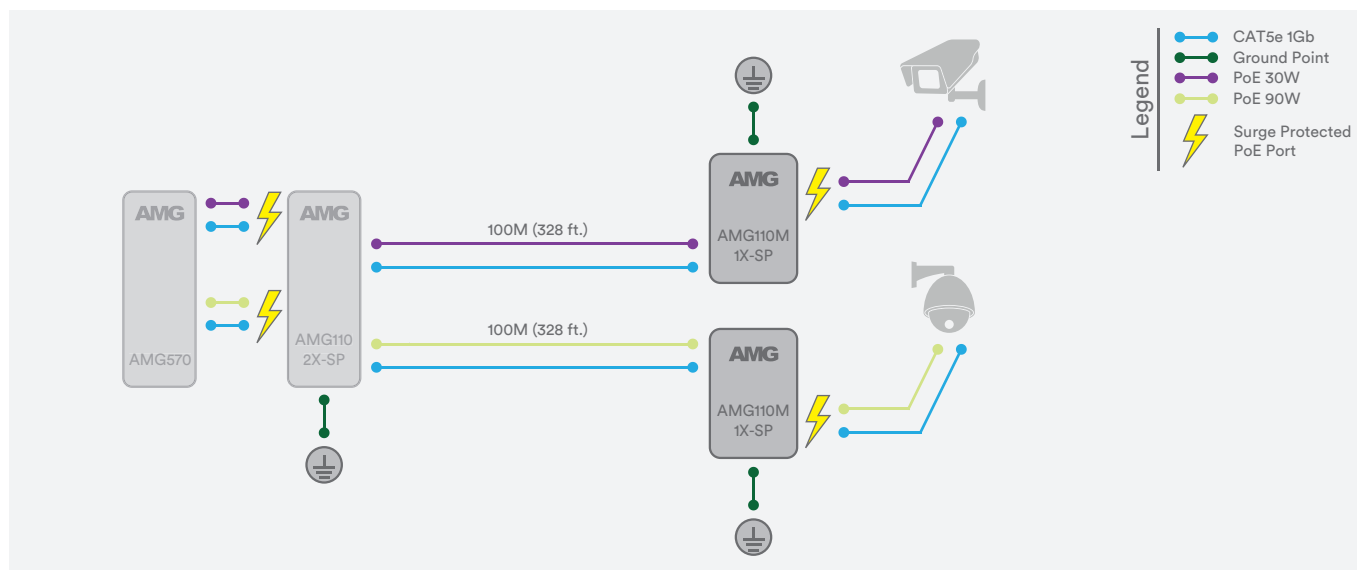 AMG
AMG570
AMG
AMG110
2X-SP
100M (328 ft.)
100M (328 ft.)
AMG
AMG110M
1X-SP
AMG
AMG110M
1X-SP
Legend
CAT5e 1Gb
Ground Point
PoE 30W
PoE 90W
Surge Protected
PoE Port